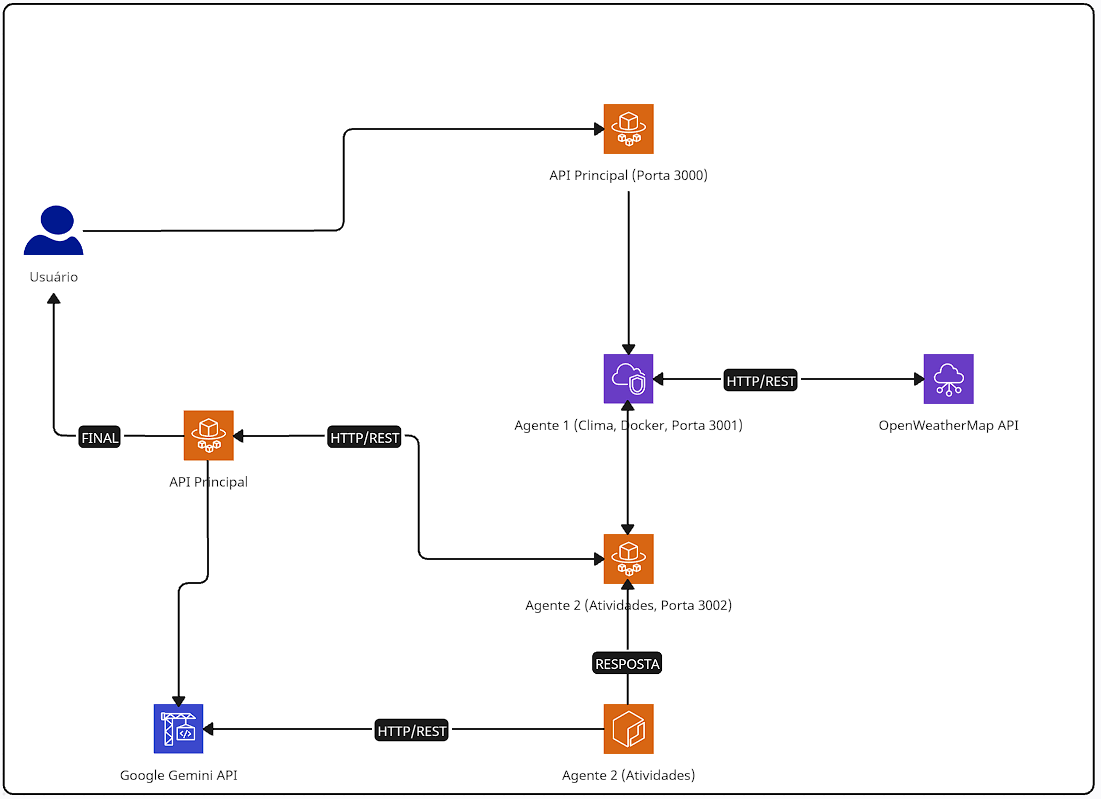 API Principal (Porta 3000)
Usuário
HTTP/REST
Agente 1 (Clima, Docker, Porta 3001)
OpenWeatherMap API
FINAL
HTTP/REST
API Principal
Agente 2 (Atividades, Porta 3002)
RESPOSTA
HTTP/REST
Google Gemini API
Agente 2 (Atividades)